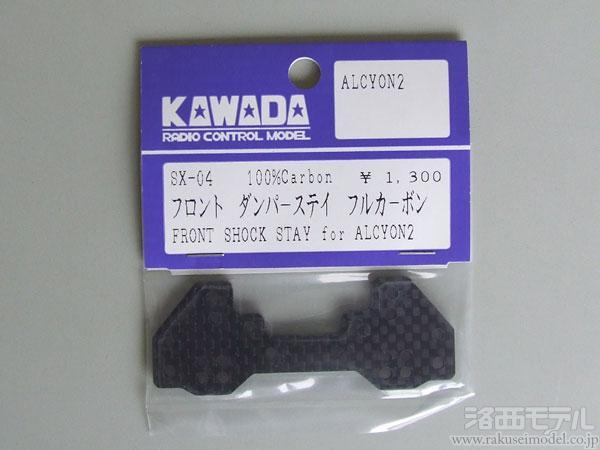 KAWADA
RADIO CONTROL MODEL
ALCYON2
SX-04 100%Carbon ¥ 1,300
フロント ダンパーステイ フルカーボン
FRONT SHOCK STAY for ALCYON2
洛西モデル
www.rakuseimodel.co.jp